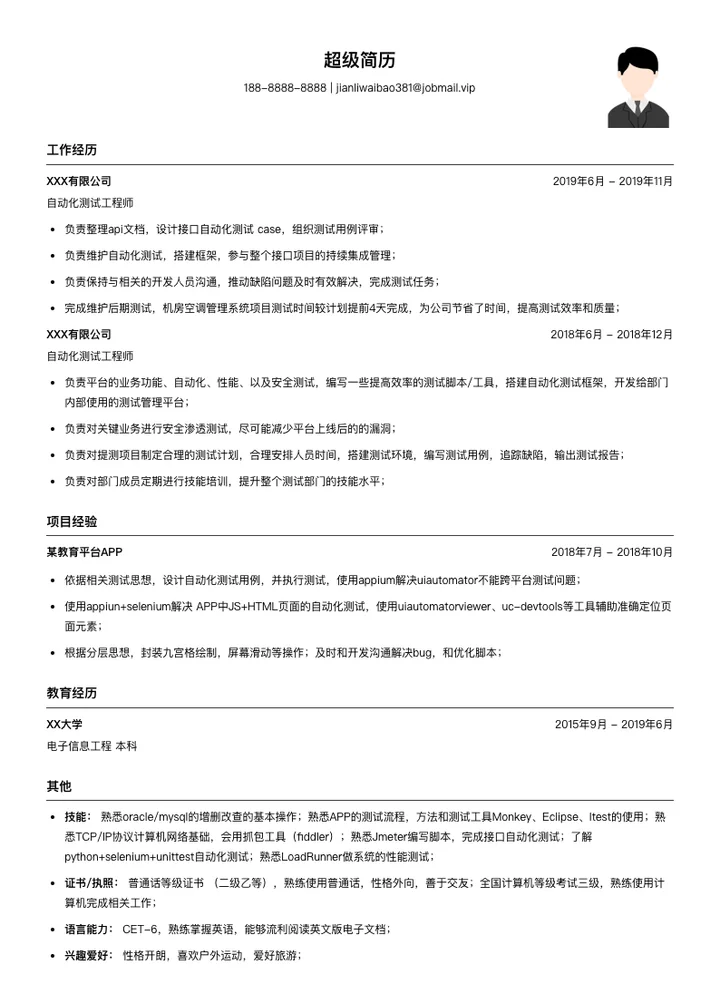 超级简历
188-8888-8888 | jianliwaibao381@jobmail.vip
工作经历
XXX有限公司 2019年6月 – 2019年11月
自动化测试工程师
• 负责整理api文档，设计接口自动化测试 case，组织测试用例评审；
• 负责维护自动化测试，搭建框架，参与整个接口项目的持续集成管理；
• 负责保持与相关的开发人员沟通，推动缺陷问题及时有效解决，完成测试任务；
• 完成维护后期测试，机房空调管理系统项目测试时间较计划提前4天完成，为公司节省了时间，提高测试效率和质量；
XXX有限公司 2018年6月 – 2018年12月
自动化测试工程师
• 负责平台的业务功能、自动化、性能、以及安全测试，编写一些提高效率的测试脚本/工具，搭建自动化测试框架，开发给部门
内部使用的测试管理平台；
• 负责对关键业务进行安全渗透测试，尽可能减少平台上线后的的漏洞；
• 负责对提测项目制定合理的测试计划，合理安排人员时间，搭建测试环境，编写测试用例，追踪缺陷，输出测试报告；
• 负责对部门成员定期进行技能培训，提升整个测试部门的技能水平；
项目经验
某教育平台APP 2018年7月 – 2018年10月
• 依据相关测试思想，设计自动化测试用例，并执行测试，使用appium解决uiautomator不能跨平台测试问题；
• 使用appiun+selenium解决 APP中JS+HTML页面的自动化测试，使用uiautomatorviewer、uc-devtools等工具辅助准确定位页
面元素；
• 根据分层思想，封装九宫格绘制，屏幕滑动等操作；及时和开发沟通解决bug，和优化脚本；
教育经历
XX大学 2015年9月 – 2019年6月
电子信息工程 本科
其他
• 技能： 熟悉oracle/mysql的增删改查的基本操作；熟悉APP的测试流程，方法和测试工具Monkey、Eclipse、Itest的使用；熟
悉TCP/IP协议计算机网络基础，会用抓包工具（fiddler）；熟悉Jmeter编写脚本，完成接口自动化测试；了解
python+selenium+unittest自动化测试；熟悉LoadRunner做系统的性能测试；
• 证书/执照： 普通话等级证书 （二级乙等），熟练使用普通话，性格外向，善于交友；全国计算机等级考试三级，熟练使用计
算机完成相关工作；
• 语言能力： CET-6，熟练掌握英语，能够流利阅读英文版电子文档；
• 兴趣爱好： 性格开朗，喜欢户外运动，爱好旅游；